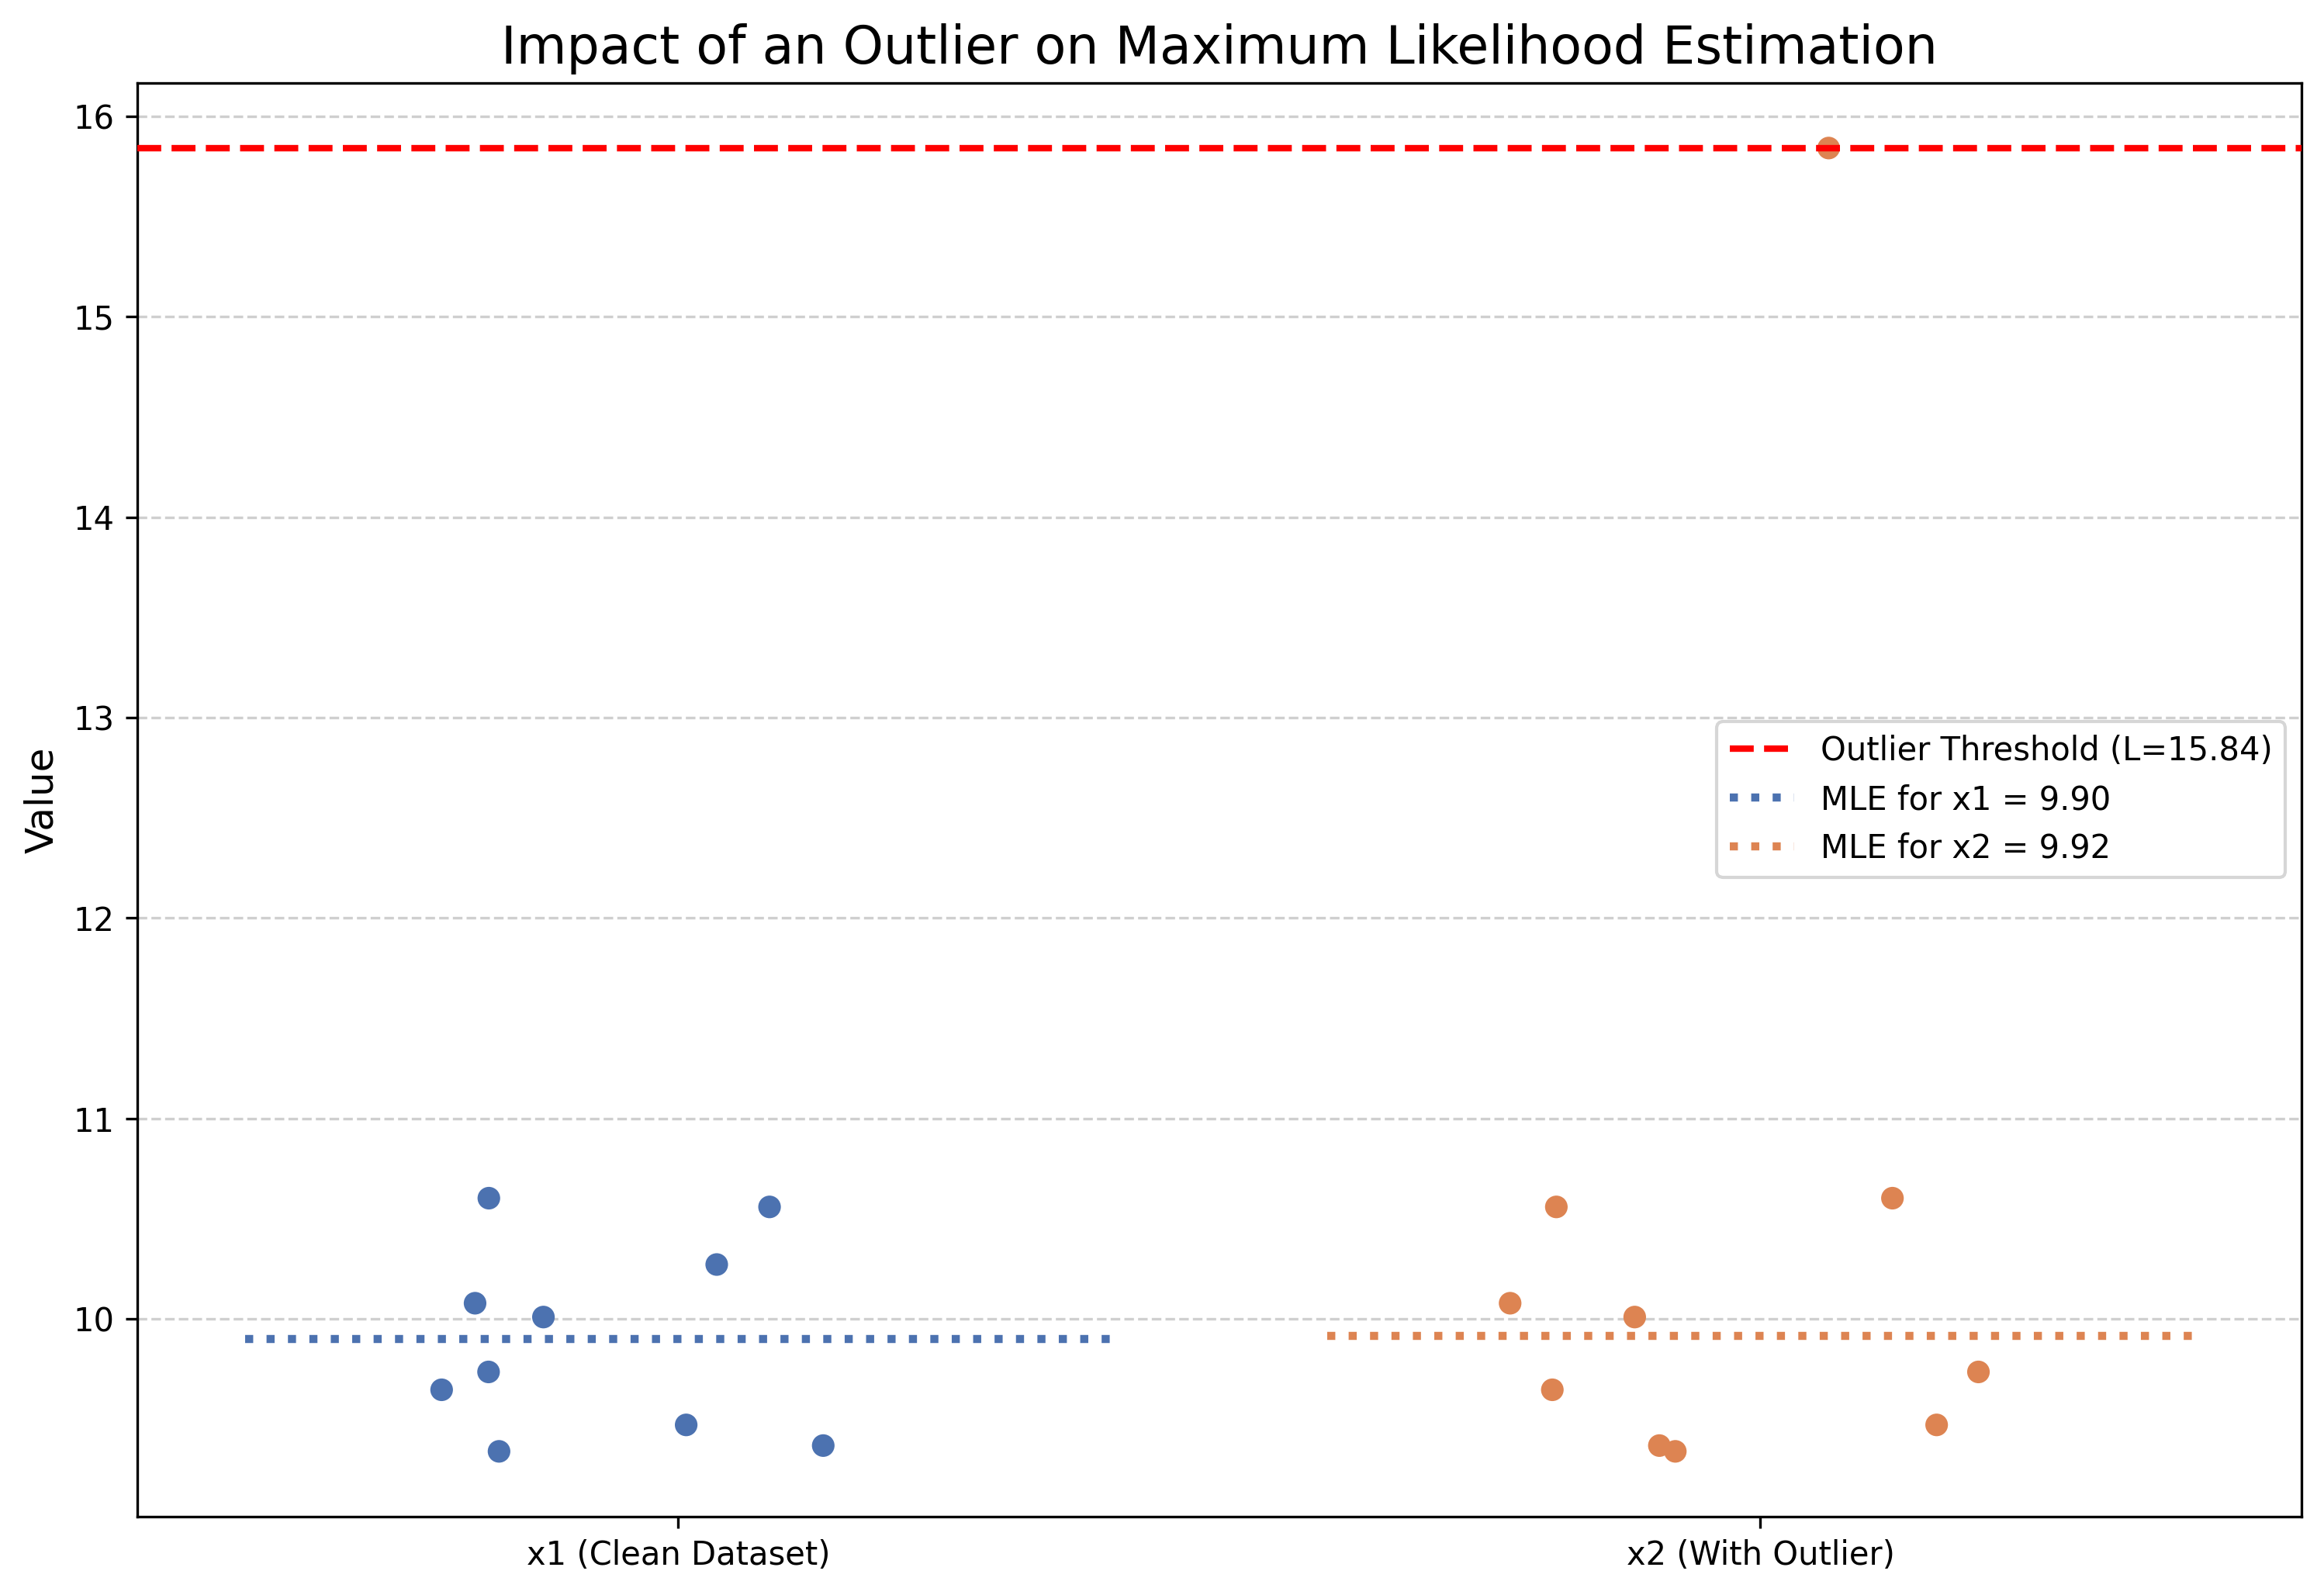 Impact of an Outlier on Maximum Likelihood Estimation
16
15
14
13
12
11
10
Value
Outlier Threshold (L=15.84)
MLE for x1 = 9.90
MLE for x2 = 9.92
x1 (Clean Dataset)
x2 (With Outlier)